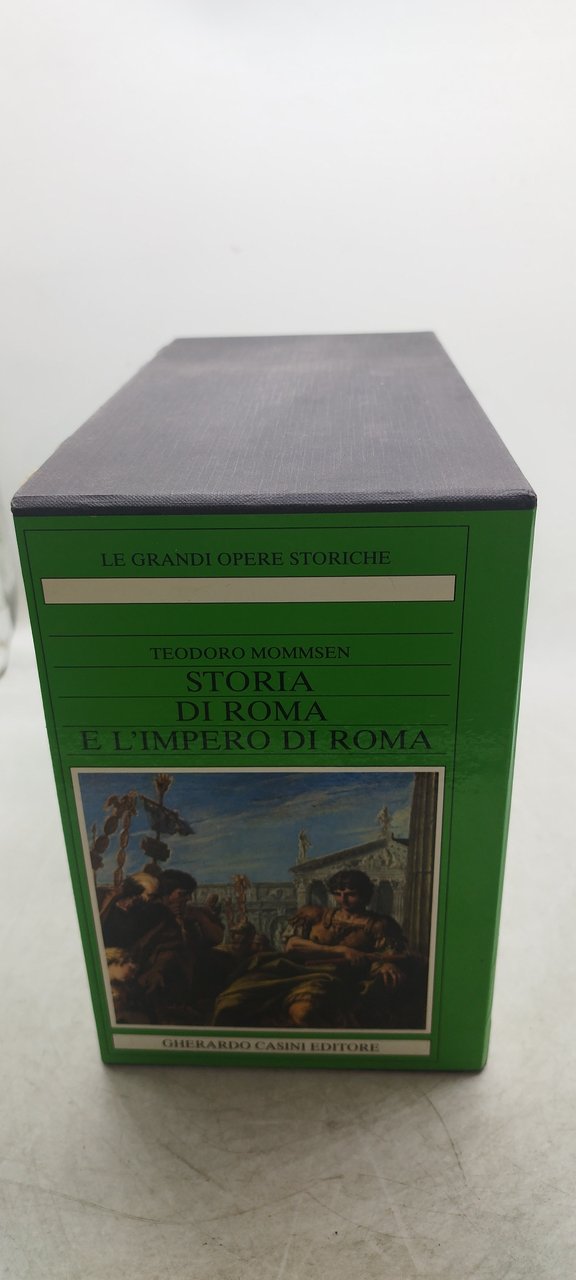 LE GRANDI OPERE STORICHE
TEODORO MOMMSEN
STORIA
DI ROMA
E L'IMPERO DI ROMA
GHERARDO CASINI EDITORE